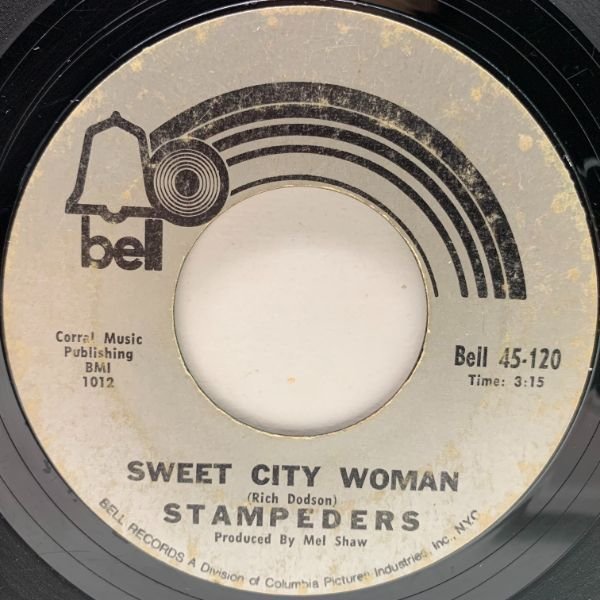 bell
Corral Music
Publishing
BMI
1012
Bell 45-120
Time: 3:15
SWEET CITY WOMAN
(Rich Dodson)
STAMPEDERS
Produced By Mel Shaw
BELL RECORDS A Division of Columbia Pictures Industries, Inc., N.Y.C.